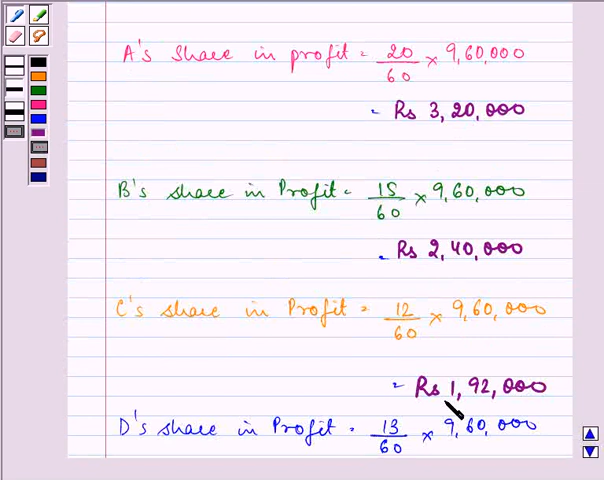 A's share in profit = 20/60 × 9,60,000
= Rs 3,20,000
B's share in Profit = 15/60 × 9,60,000
= Rs 2,40,000
C's share in Profit = 12/60 × 9,60,000
= Rs 1,92,000
D's share in Profit = 13/60 × 9,60,000